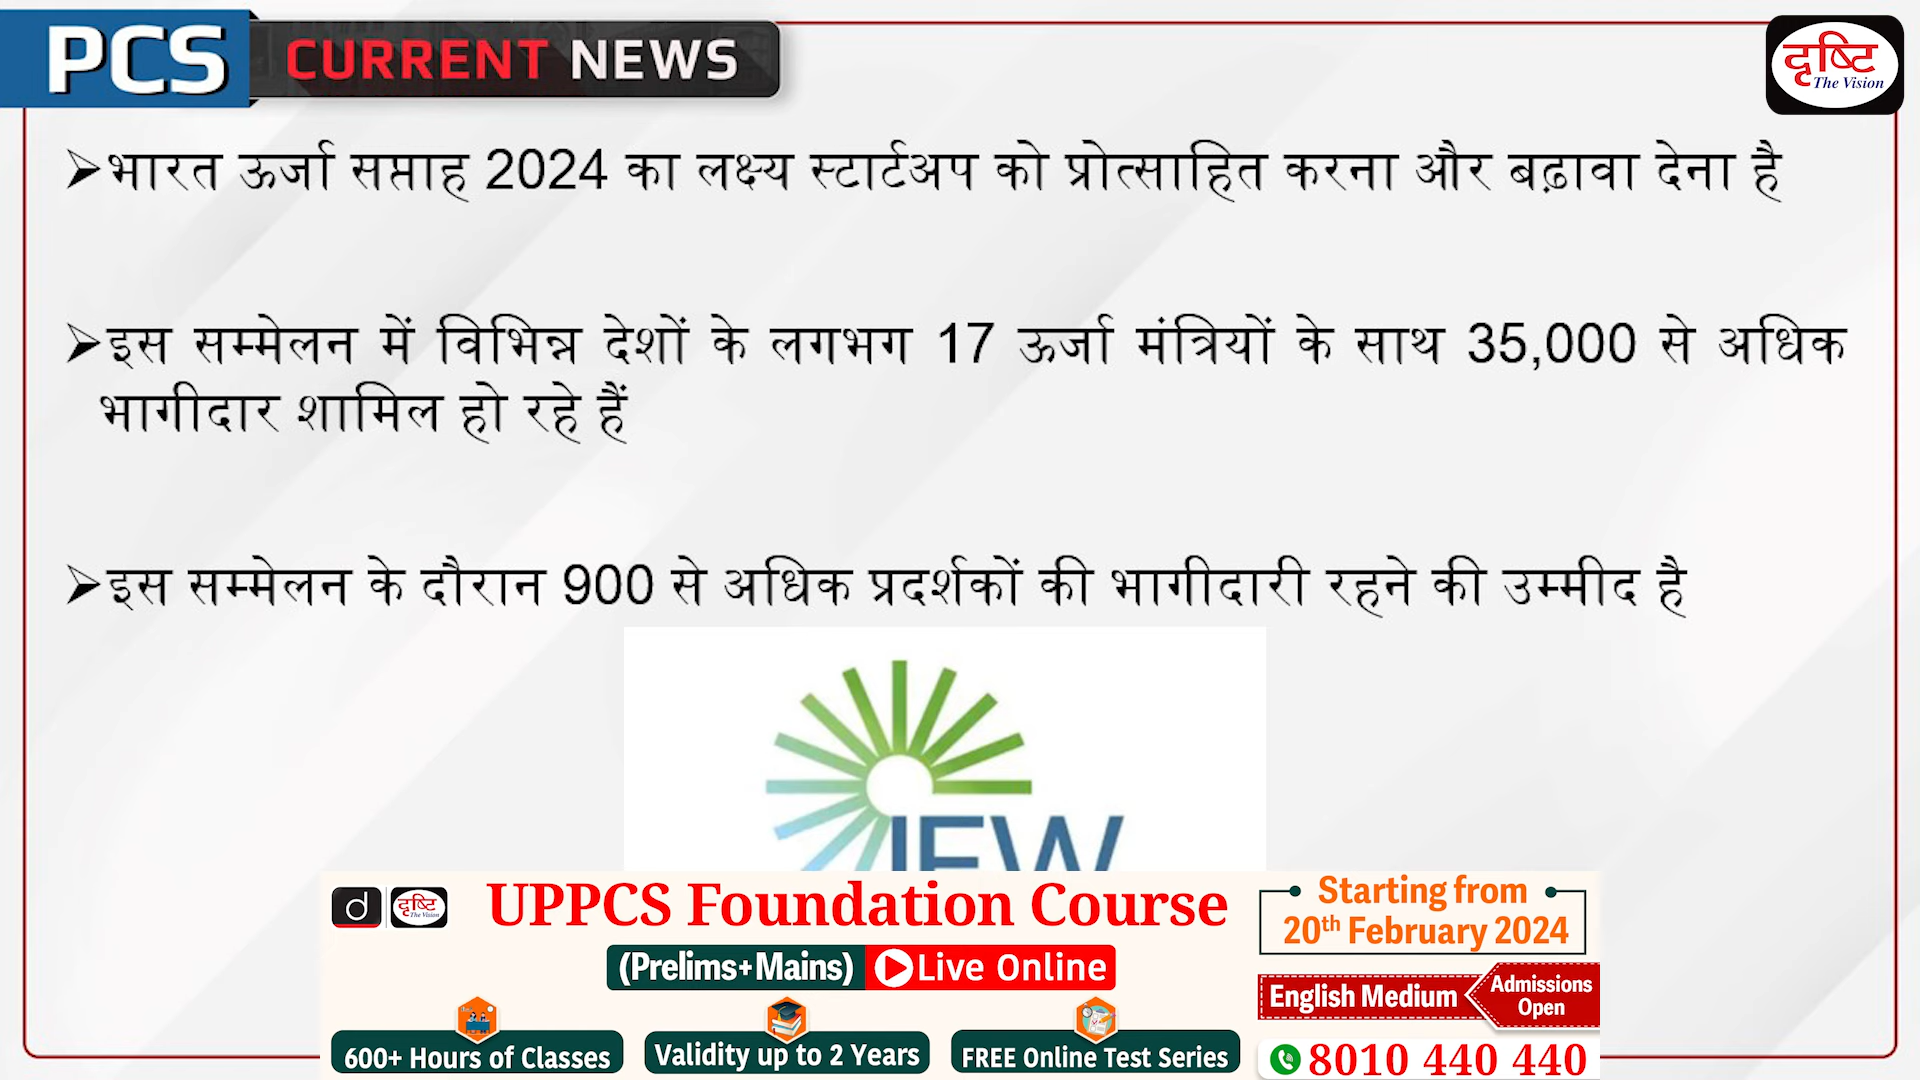 PCS CURRENT NEWS
दृष्टि
The Vision
➢भारत ऊर्जा सप्ताह 2024 का लक्ष्य स्टार्टअप को प्रोत्साहित करना और बढ़ावा देना है
➢इस सम्मेलन में विभिन्न देशों के लगभग 17 ऊर्जा मंत्रियों के साथ 35,000 से अधिक
भागीदार शामिल हो रहे हैं
➢इस सम्मेलन के दौरान 900 से अधिक प्रदर्शकों की भागीदारी रहने की उम्मीद है
IEW
d दृष्टि
The Vision
UPPCS Foundation Course
(Prelims+Mains) Live Online
600+ Hours of Classes
Validity up to 2 Years
FREE Online Test Series
Starting from
20th February 2024
English Medium
Admissions
Open
8010 440 440